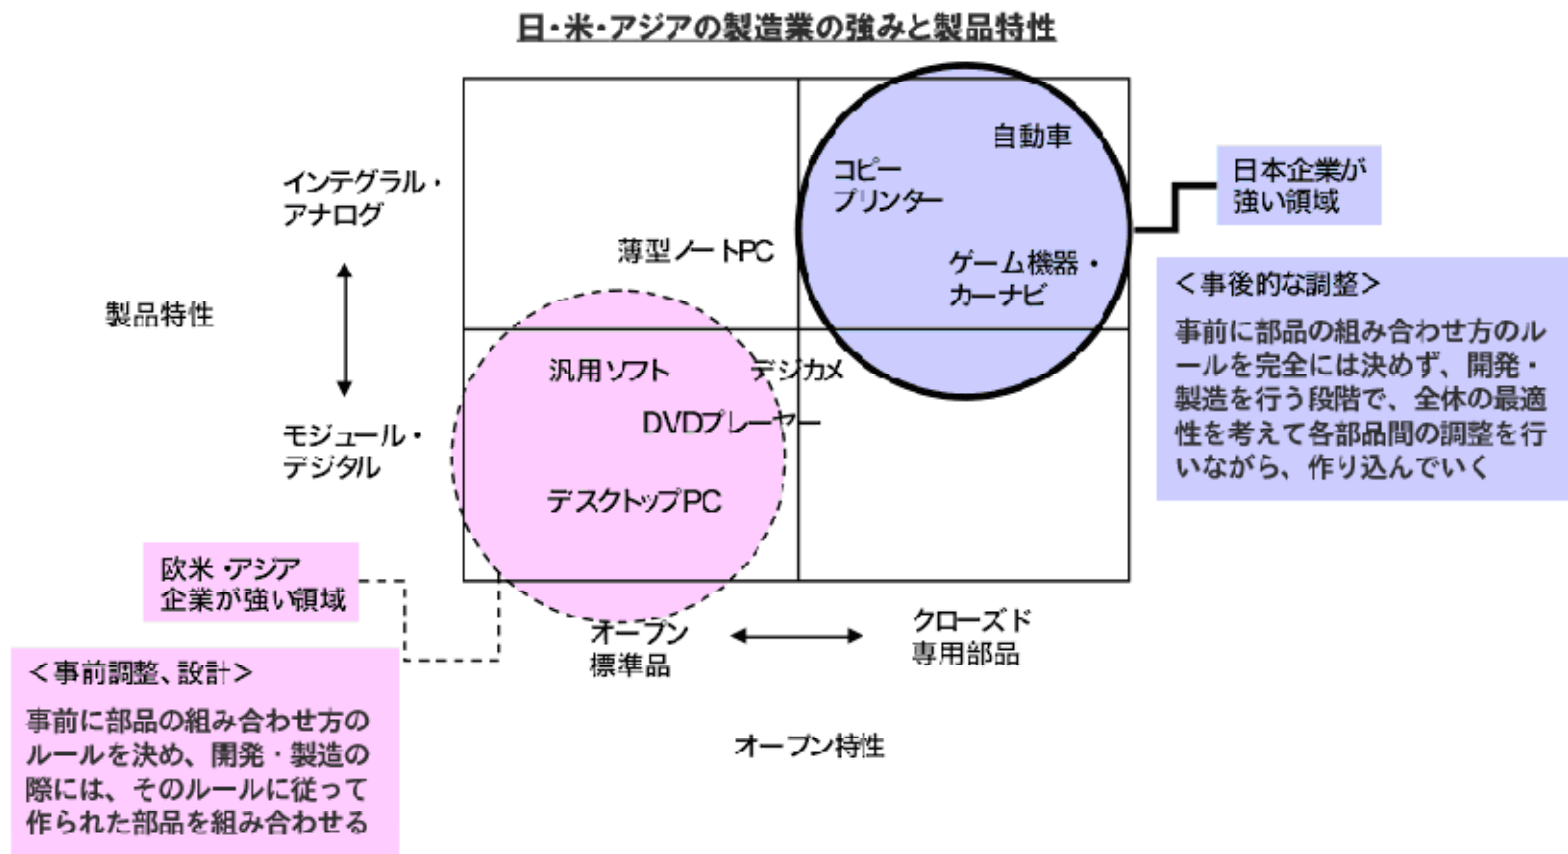 日・米・アジアの製造業の強みと製品特性
自動車
コピー
プリンター
日本企業が
強い領域
インテグラル・
アナログ
薄型ノートPC
ゲーム機器・
カーナビ
<事後的な調整>
製品特性
事前に部品の組み合わせ方のル
ールを完全には決めず、開発・
製造を行う段階で、全体の最適
性を考えて各部品間の調整を行
いながら、作り込んでいく
汎用ソフト
デジカメ
DVDプレーヤー
モジュール・
デジタル
デスクトップPC
欧米・アジア
企業が強い領域
オープン
標準品
クローズド
専用部品
<事前調整、設計>
事前に部品の組み合わせ方の
ルールを決め、開発・製造の
際には、そのルールに従って
作られた部品を組み合わせる
オープン特性